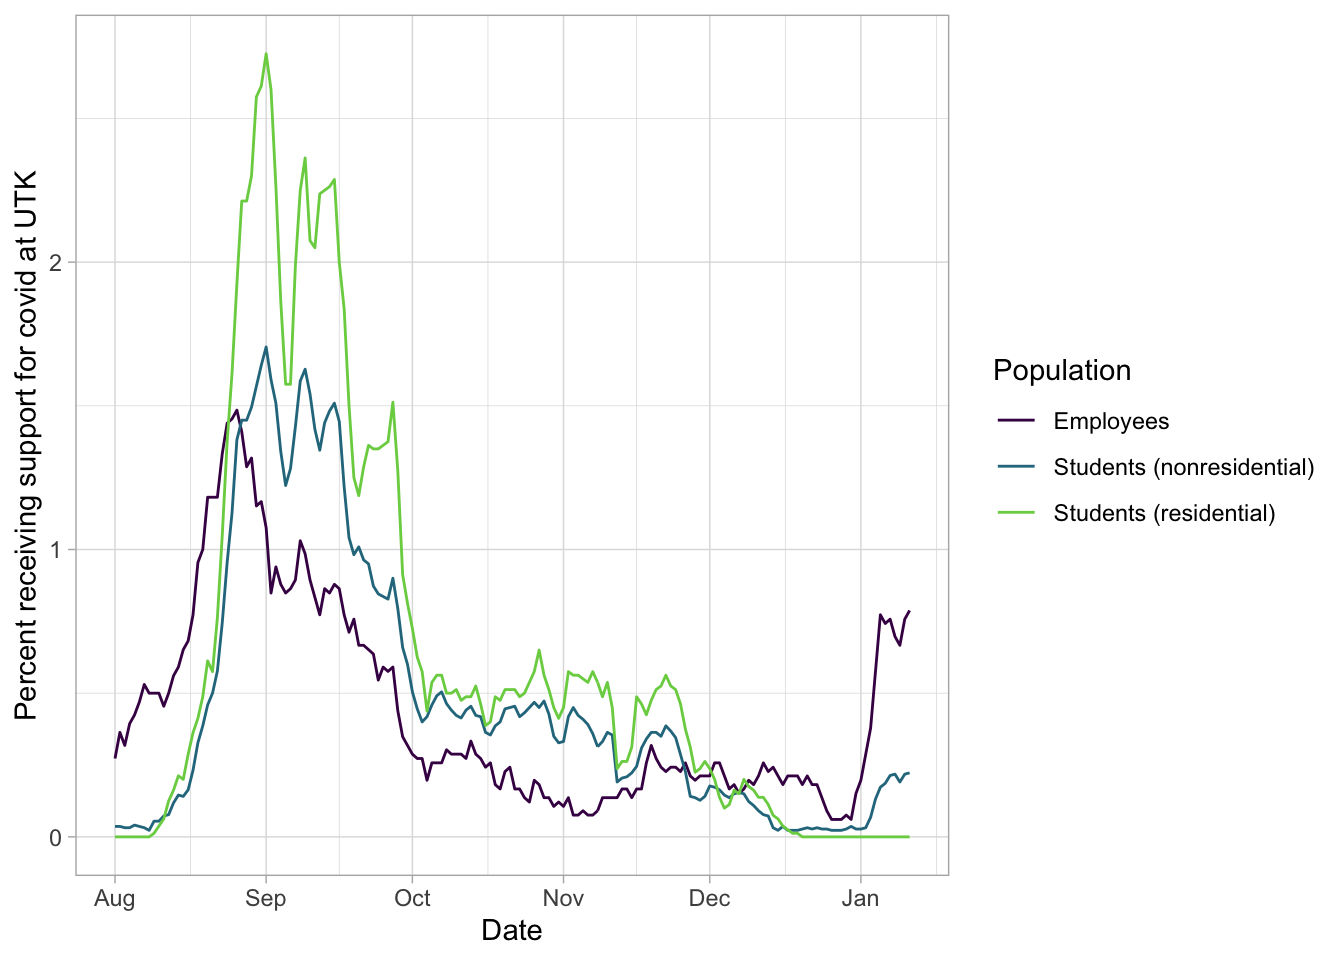 Percent receiving support for covid at UTK
2
1
0
Aug
Sep
Oct
Nov
Dec
Jan
Date
Population
Employees
Students (nonresidential)
Students (residential)